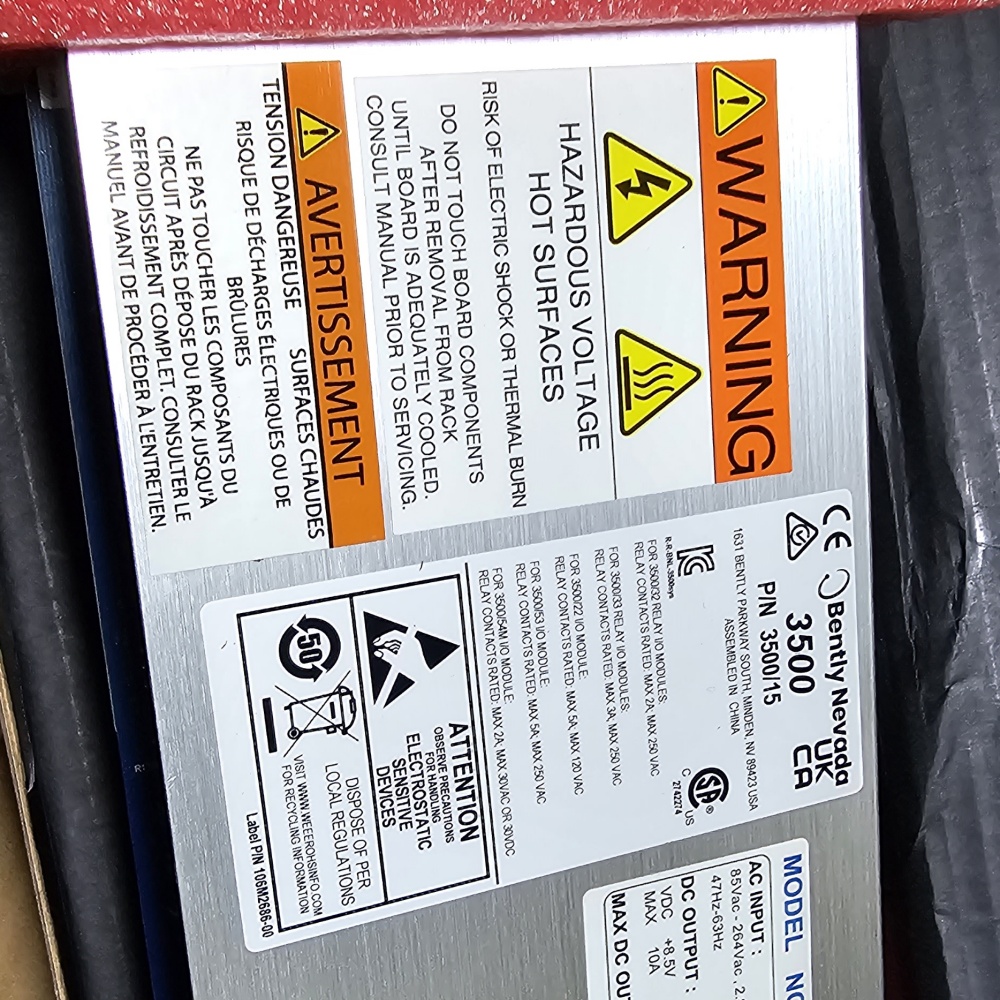 WARNING
HAZARDOUS VOLTAGE
HOT SURFACES
RISK OF ELECTRIC SHOCK OR THERMAL BURN
DO NOT TOUCH BOARD COMPONENTS
AFTER REMOVAL FROM RACK
UNTIL BOARD IS ADEQUATELY COOLED.
CONSULT MANUAL PRIOR TO SERVICING.
AVERTISSEMENT
TENSION DANGEREUSE SURFACES CHAUDES
RISQUE DE DÉCHARGES ÉLECTRIQUES OU DE
BRÛLURES
NE PAS TOUCHER LES COMPOSANTS DU
CIRCUIT APRÈS DÉPOSE DU RACK JUSQU'À
REFROIDISSEMENT COMPLET. CONSULTER LE
MANUEL AVANT DE PROCÉDER À L'ENTRETIEN.
CE Bently Nevada
3500 UK
CA
P/N 3500/15
1631 BENTLY PARKWAY SOUTH, MINDEN, NV 89423 USA
ASSEMBLED IN CHINA
R-R-BNL-3500sys
C SA® US
2742274
FOR 3500/32 RELAY I/O MODULES:
RELAY CONTACTS RATED: MAX 2A, MAX 250 VAC
FOR 3500/33 RELAY I/O MODULES:
RELAY CONTACTS RATED: MAX 3A, MAX 250 VAC
FOR 3500/22 I/O MODULE:
RELAY CONTACTS RATED: MAX 5A, MAX 120 VAC
FOR 3500/53 I/O MODULE:
RELAY CONTACTS RATED: MAX 5A, MAX 250 VAC
FOR 3500/54M I/O MODULE:
RELAY CONTACTS RATED: MAX 2A, MAX 30VAC OR 30VDC
ATTENTION
OBSERVE PRECAUTIONS
FOR HANDLING
ELECTROSTATIC
SENSITIVE
DEVICES
50
DISPOSE OF PER
LOCAL REGULATIONS
VISIT WWW.WEEEROHSINFO.COM
FOR RECYCLING INFORMATION
Label P/N 106M2686-00
MODEL NO
AC INPUT :
85Vac - 264Vac , 2.
47Hz-63Hz
DC OUTPUT :
VDC +8.5V
MAX 10A
MAX DC OUT